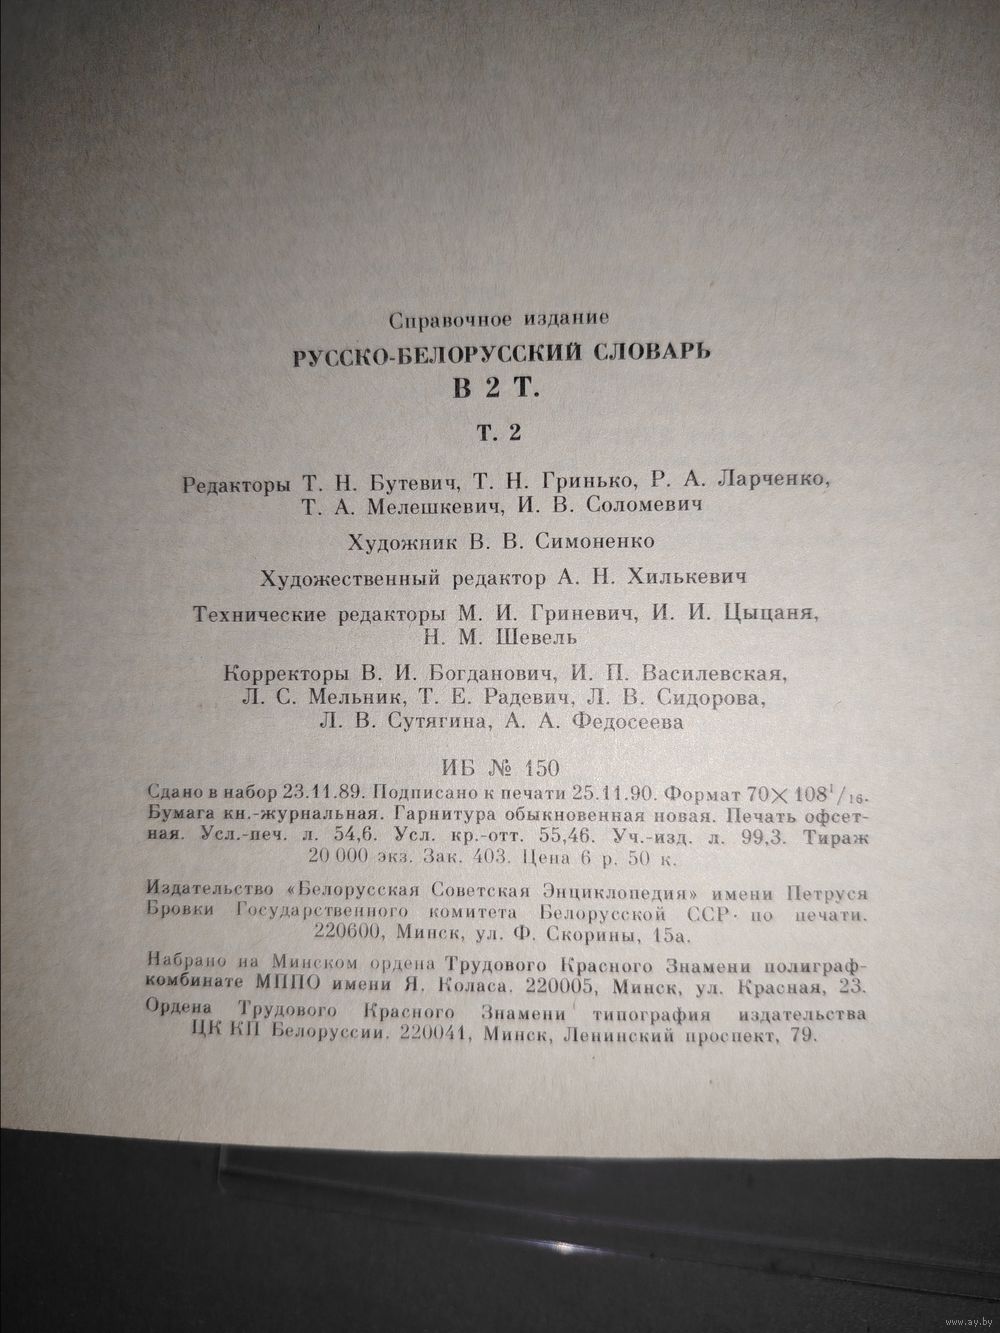 Справочное издание
РУССКО-БЕЛОРУССКИЙ СЛОВАРЬ
В 2 Т.
Т. 2
Редакторы Т. Н. Бутевич, Т. Н. Гринько, Р. А. Ларченко,
Т. А. Мелешкевич, И. В. Соломевич
Художник В. В. Симоненко
Художественный редактор А. Н. Хилькевич
Технические редакторы М. И. Гриневич, И. И. Цыцаня,
Н. М. Шевель
Корректоры В. И. Богданович, И. П. Василевская,
Л. С. Мельник, Т. Е. Радевич, Л. В. Сидорова,
Л. В. Сутягина, А. А. Федосеева
ИБ № 150
Сдано в набор 23.11.89. Подписано к печати 25.11.90. Формат 70×108¹/₁₆.
Бумага кн.-журнальная. Гарнитура обыкновенная новая. Печать офсет-
ная. Усл.-печ. л. 54,6. Усл. кр.-отт. 55,46. Уч.-изд. л. 99,3. Тираж
20 000 экз. Зак. 403. Цена 6 р. 50 к.
Издательство «Белорусская Советская Энциклопедия» имени Петруся
Бровки Государственного комитета Белорусской ССР по печати.
220600, Минск, ул. Ф. Скорины, 15а.
Набрано на Минском ордена Трудового Красного Знамени полиграф-
комбинате МППО имени Я. Коласа. 220005, Минск, ул. Красная, 23.
Ордена Трудового Красного Знамени типография издательства
ЦК КП Белоруссии. 220041, Минск, Ленинский проспект, 79.
www.ay.by